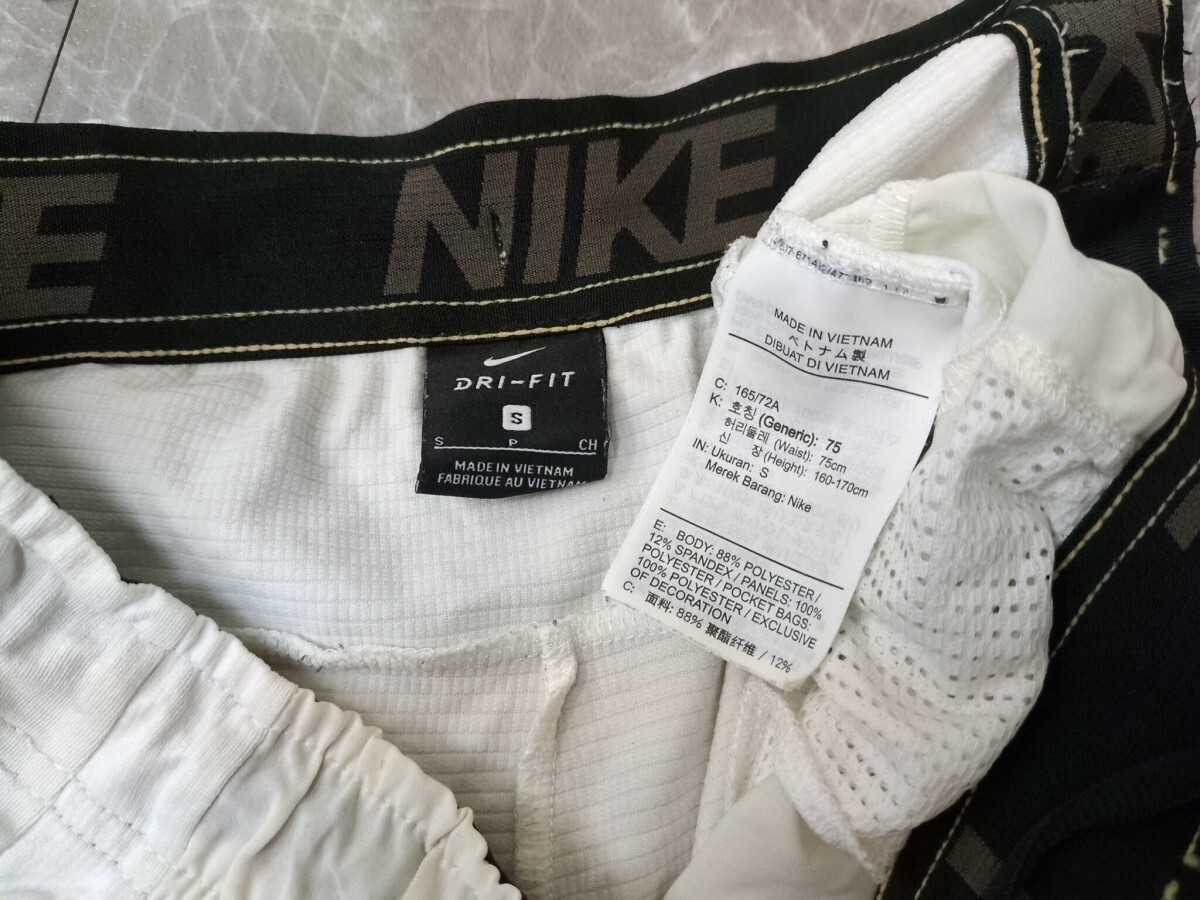 E NIKE
DRI-FIT
S
S P CH
MADE IN VIETNAM
FABRIQUE AU VIETNAM
MADE IN VIETNAM
ベトナム製
DIBUAT DI VIETNAM
C: 165/72A
K: 호칭 (Generic): 75
허리둘레 (Waist): 75cm
신 장 (Height): 160-170cm
IN: Ukuran: S
Merek Barang: Nike
E: BODY: 88% POLYESTER /
12% SPANDEX / PANELS: 100%
POLYESTER / POCKET BAGS:
100% POLYESTER / EXCLUSIVE
OF DECORATION
C: 面料: 88% 聚酯纤维 / 12%